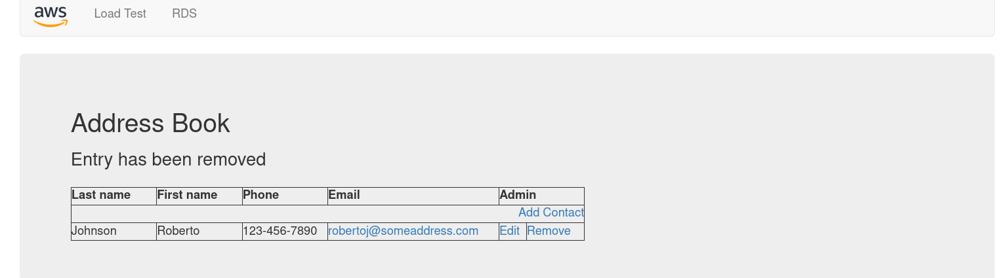 aws Load Test RDS
Address Book
Entry has been removed
Last name First name Phone Email Admin
Add Contact
Johnson Roberto 123-456-7890 robertoj@someaddress.com Edit Remove